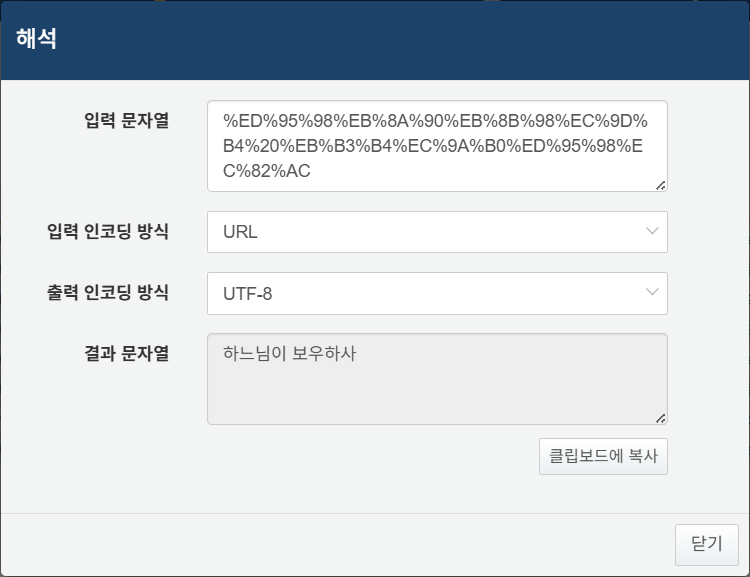 해석
입력 문자열
%ED%95%98%EB%8A%90%EB%8B%98%EC%9D%
B4%20%EB%B3%B4%EC%9A%B0%ED%95%98%E
C%82%AC
입력 인코딩 방식
URL
출력 인코딩 방식
UTF-8
결과 문자열
하느님이 보우하사
클립보드에 복사
닫기